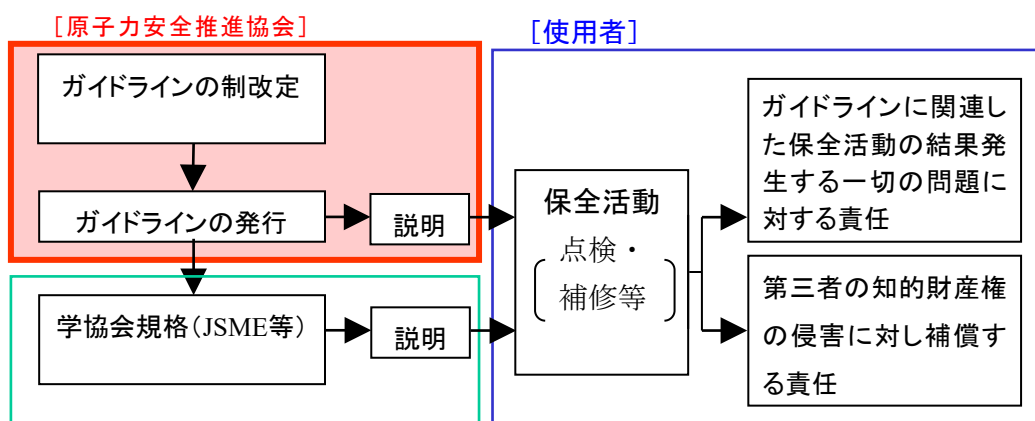 [原子力安全推進協会]
[使用者]
ガイドラインの制改定
ガイドラインの発行
説明
学協会規格(JSME等)
説明
保全活動
点検・
補修等
ガイドラインに関連し
た保全活動の結果発
生する一切の問題に
対する責任
第三者の知的財産権
の侵害に対し補償す
る責任